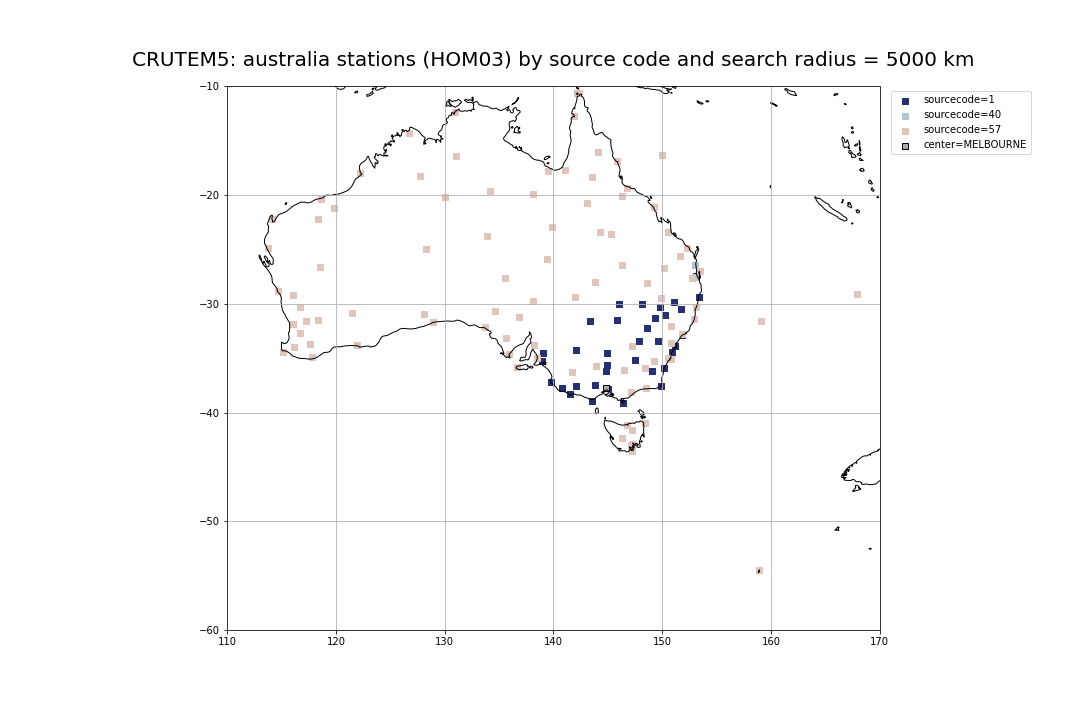 CRUTEM5: australia stations (HOM03) by source code and search radius = 5000 km
sourcecode=1
sourcecode=40
sourcecode=57
center=MELBOURNE
−10
−20
−30
−40
−50
−60
110 120 130 140 150 160 170